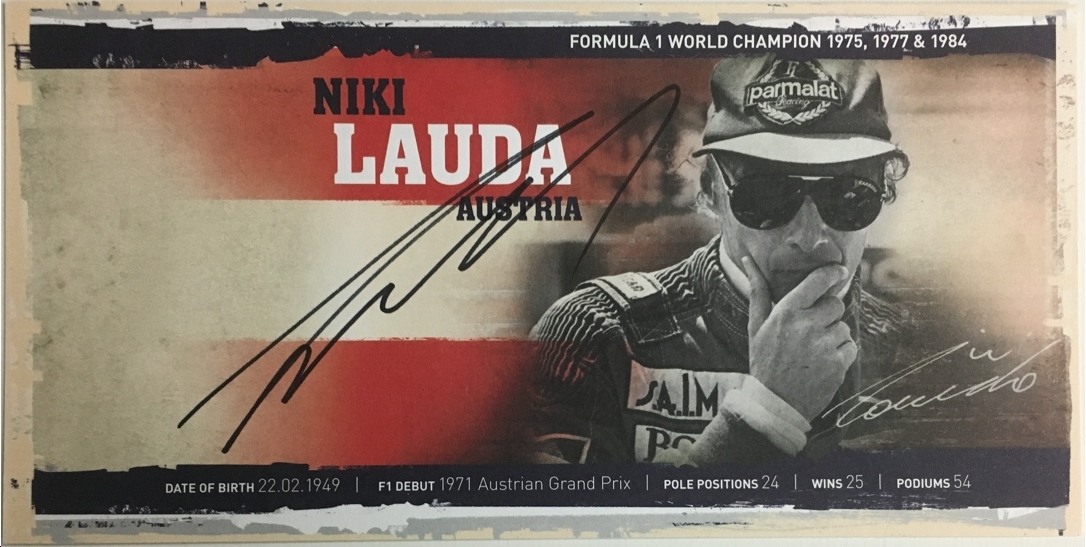 FORMULA 1 WORLD CHAMPION 1975, 1977 & 1984
NIKI
LAUDA
AUSTRIA
parmalat
Racing
S.A.I.M
DATE OF BIRTH 22.02.1949 | F1 DEBUT 1971 Austrian Grand Prix | POLE POSITIONS 24 | WINS 25 | PODIUMS 54